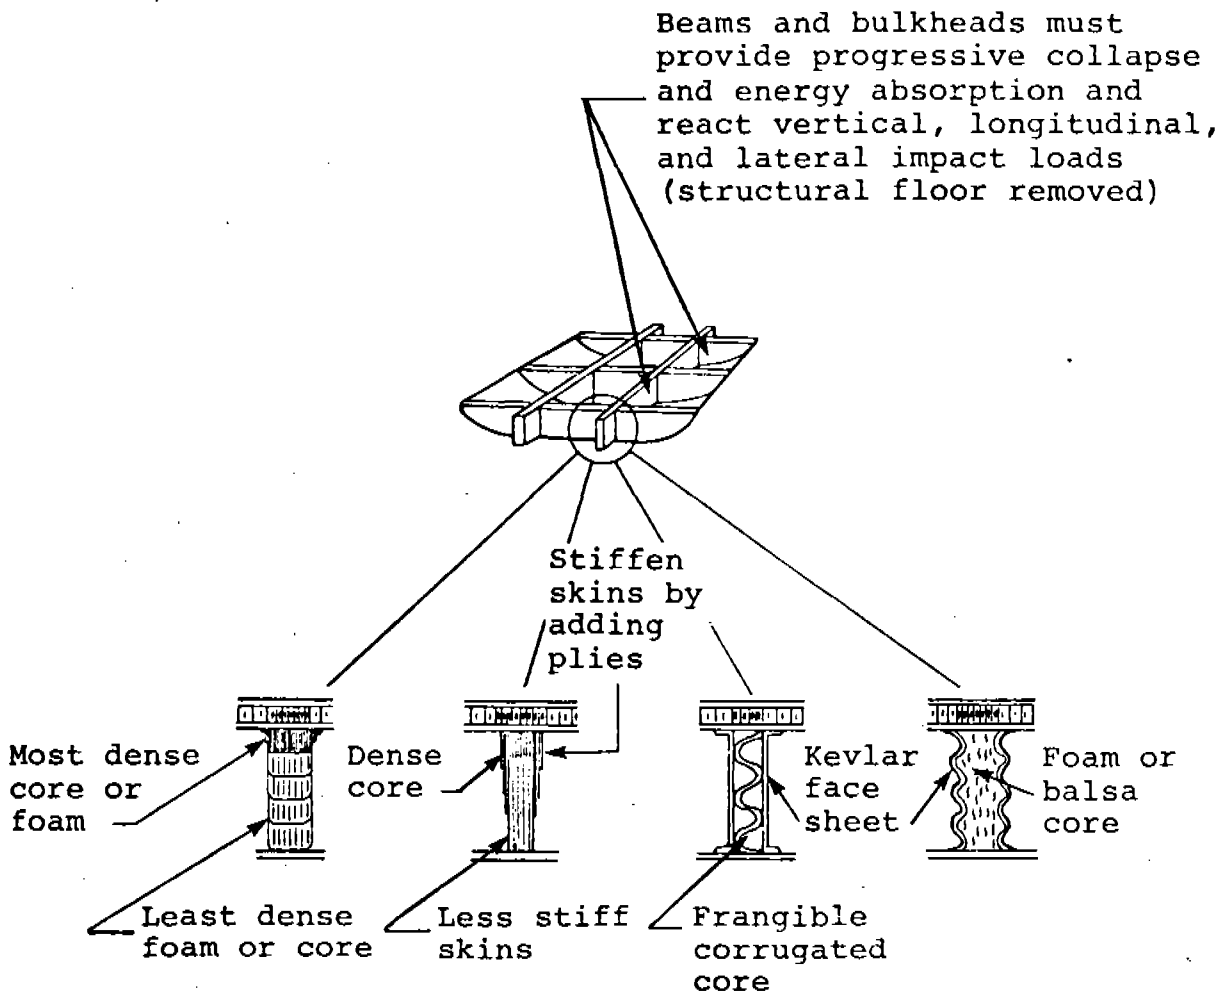 Beams and bulkheads must
provide progressive collapse
and energy absorption and
react vertical, longitudinal,
and lateral impact loads
(structural floor removed)
Stiffen
skins by
adding
plies
Most dense
core or
foam
Dense
core
Kevlar
face
sheet
Foam or
balsa
core
Least dense
foam or core
Less stiff
skins
Frangible
corrugated
core